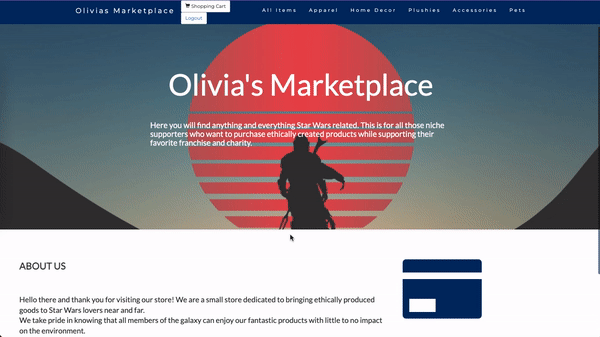 Olivias Marketplace
Shopping Cart
Logout
All Items Apparel Home Decor Plushies Accessories Pets
Olivia's Marketplace
Here you will find anything and everything Star Wars related. This is for all those niche
supporters who want to purchase ethically created products while supporting their
favorite franchise and charity.
ABOUT US
Hello there and thank you for visiting our store! We are a small store dedicated to bringing ethically produced
goods to Star Wars lovers near and far.
We take pride in knowing that all members of the galaxy can enjoy our fantastic products with little to no impact
on the environment.